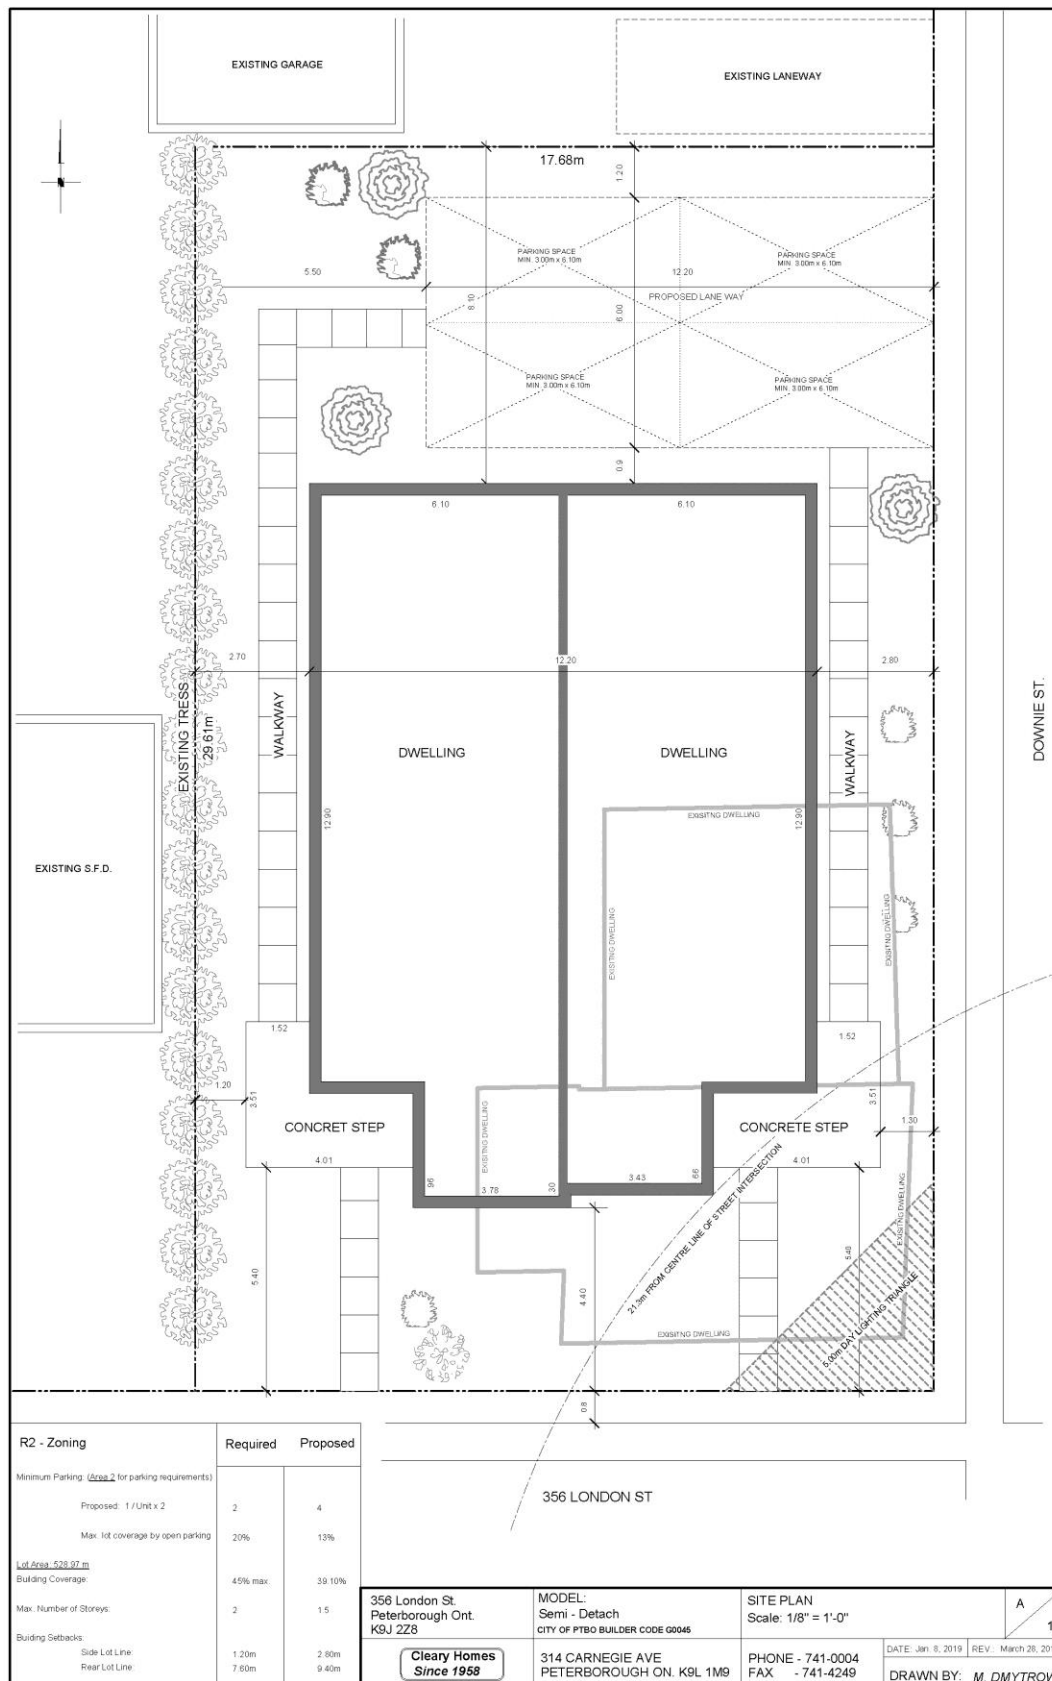 EXISTING GARAGE
EXISTING LANEWAY
17.68m
1.20
PARKING SPACE
MIN. 3.00m x 6.10m
PARKING SPACE
MIN. 3.00m x 6.10m
5.50
12.20
8.10
6.00
PROPOSED LANE WAY
PARKING SPACE
MIN. 3.00m x 6.10m
PARKING SPACE
MIN. 3.00m x 6.10m
0.9
6.10
6.10
2.70
12.20
2.80
EXISTING TRESS
29.61m
WALKWAY
DWELLING
DWELLING
WALKWAY
DOWNIE ST.
12.90
12.90
EXISITNG DWELLING
EXISITNG DWELLING
EXISITNG DWELLING
EXISTING S.F.D.
1.52
1.52
1.20
3.51
3.51
1.30
CONCRET STEP
CONCRETE STEP
4.01
4.01
EXISITNG DWELLING
96
3.78
30
3.43
66
EXISITNG DWELLING
21.3m FROM CENTRE LINE OF STREET INTERSECTION
5.40
4.40
5.48
5.00m DAY LIGHTING TRIANGLE
EXISITNG DWELLING
0.8
356 LONDON ST
R2 - Zoning
Required Proposed
Minimum Parking: (Area 2 for parking requirements)
Proposed: 1 / Unit x 2 2 4
Max. lot coverage by open parking 20% 13%
Lot Area: 528.97 m
Building Coverage: 45% max. 39.10%
Max. Number of Storeys: 2 1.5
Buiding Setbacks:
Side Lot Line: 1.20m 2.80m
Rear Lot Line: 7.60m 9.40m
356 London St.
Peterborough Ont.
K9J 2Z8
MODEL:
Semi - Detach
CITY OF PTBO BUILDER CODE G0045
SITE PLAN
Scale: 1/8" = 1'-0"
A
1
Cleary Homes
Since 1958
314 CARNEGIE AVE
PETERBOROUGH ON. K9L 1M9
PHONE - 741-0004
FAX - 741-4249
DATE: Jan. 8, 2019
REV.: March 28, 201
DRAWN BY: M. DMYTROW